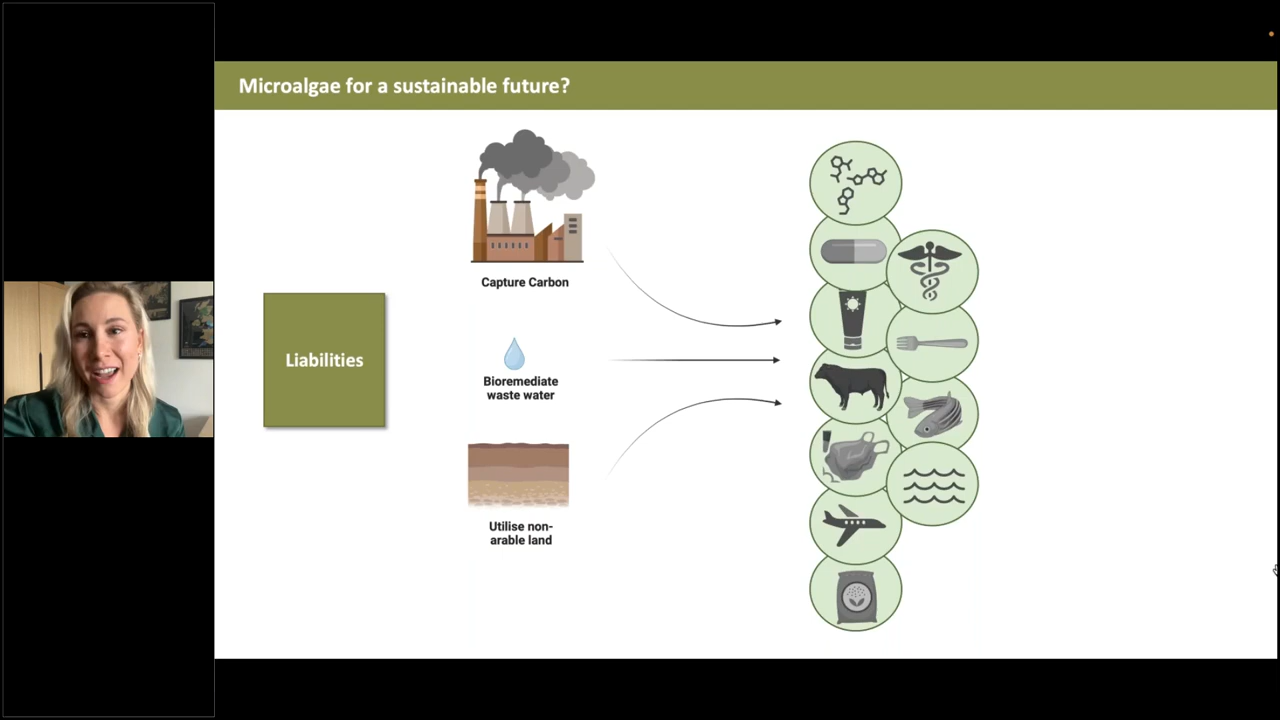 Microalgae for a sustainable future?
Capture Carbon
Liabilities
Bioremediate
waste water
Utilise non-
arable land